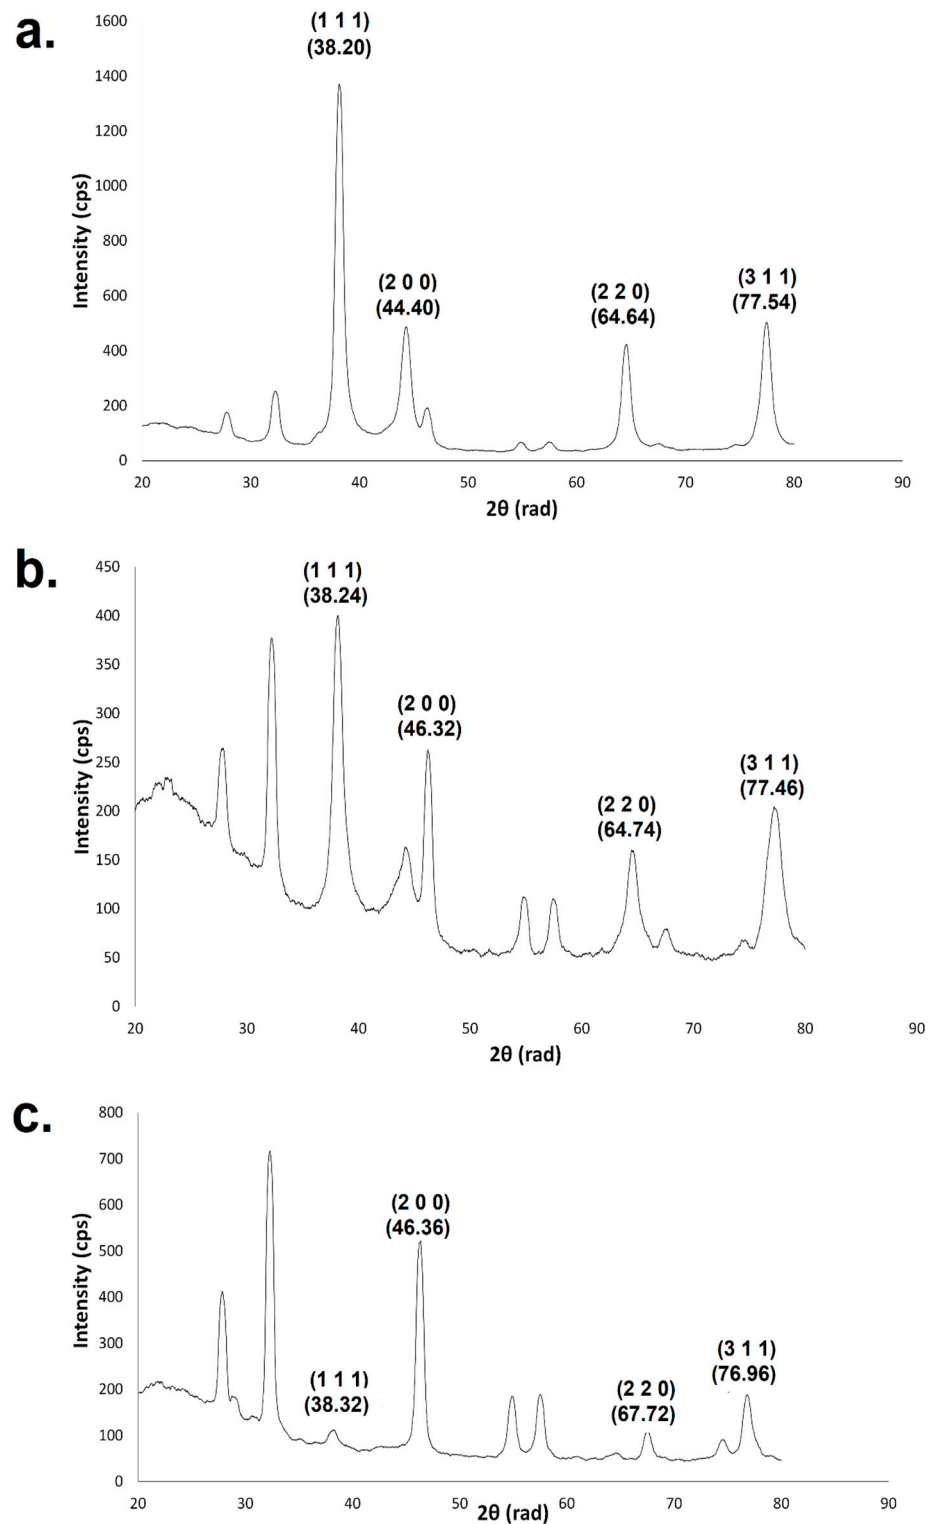 a.
Intensity (cps)
1600
1400
1200
1000
800
600
400
200
0
(1 1 1)
(38.20)
(2 0 0)
(44.40)
(2 2 0)
(64.64)
(3 1 1)
(77.54)
20 30 40 50 60 70 80 90
2θ (rad)
b.
Intensity (cps)
450
400
350
300
250
200
150
100
50
0
(1 1 1)
(38.24)
(2 0 0)
(46.32)
(2 2 0)
(64.74)
(3 1 1)
(77.46)
20 30 40 50 60 70 80 90
2θ (rad)
c.
Intensity (cps)
800
700
600
500
400
300
200
100
0
(1 1 1)
(38.32)
(2 0 0)
(46.36)
(2 2 0)
(67.72)
(3 1 1)
(76.96)
20 30 40 50 60 70 80 90
2θ (rad)